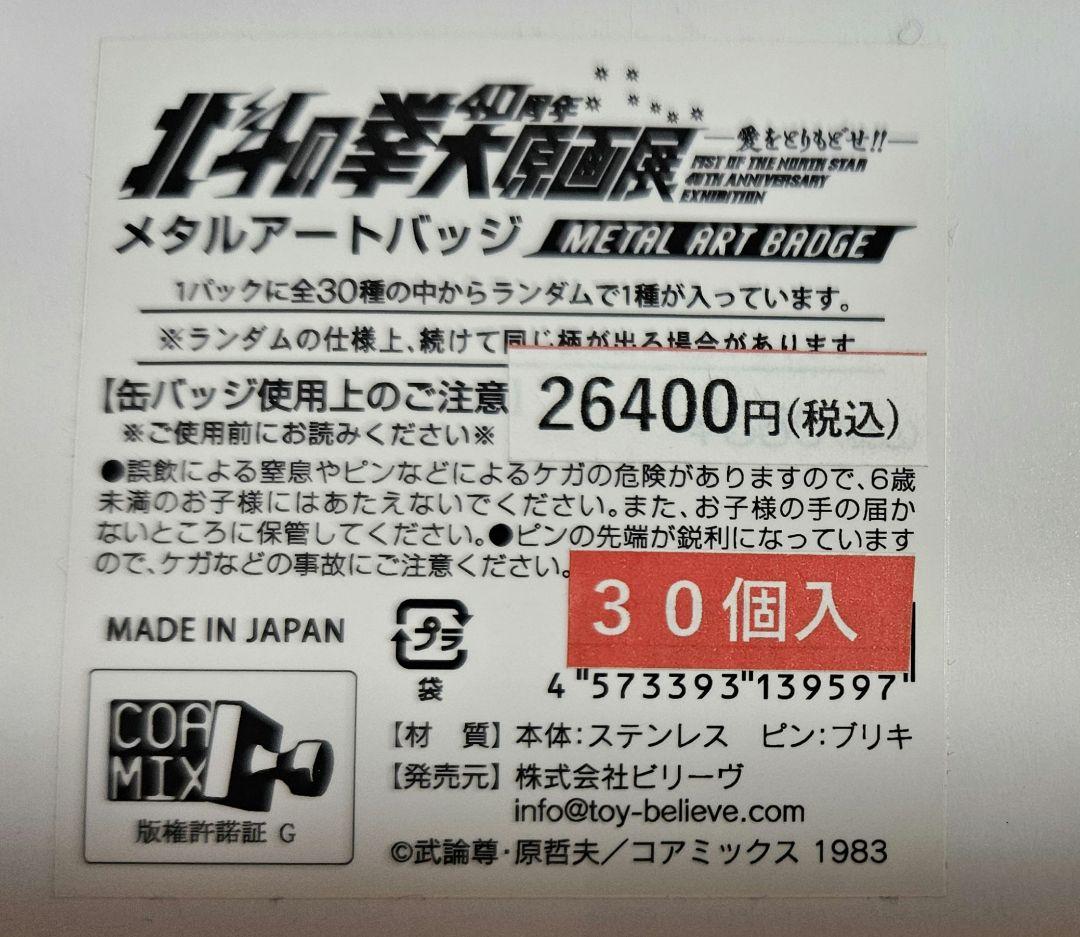 北斗の拳40周年大原画展
―愛をとりもどせ!!―
FIST OF THE NORTH STAR
40TH ANNIVERSARY
EXHIBITION
メタルアートバッジ METAL ART BADGE
1パックに全30種の中からランダムで1種が入っています。
※ランダムの仕様上、続けて同じ柄が出る場合があります
【缶バッジ使用上のご注意
※ご使用前にお読みください※
26400円(税込)
●誤飲による窒息やピンなどによるケガの危険がありますので、6歳
未満のお子様にはあたえないでください。また、お子様の手の届か
ないところに保管してください。●ピンの先端が鋭利になっています
ので、ケガなどの事故にご注意ください。
30個入
MADE IN JAPAN
プラ
袋
4"573393"139597"
COA
MIX
版権許諾証 G
【材 質】本体:ステンレス ピン:ブリキ
【発売元】株式会社ビリーヴ
info@toy-believe.com
©武論尊・原哲夫/コアミックス 1983